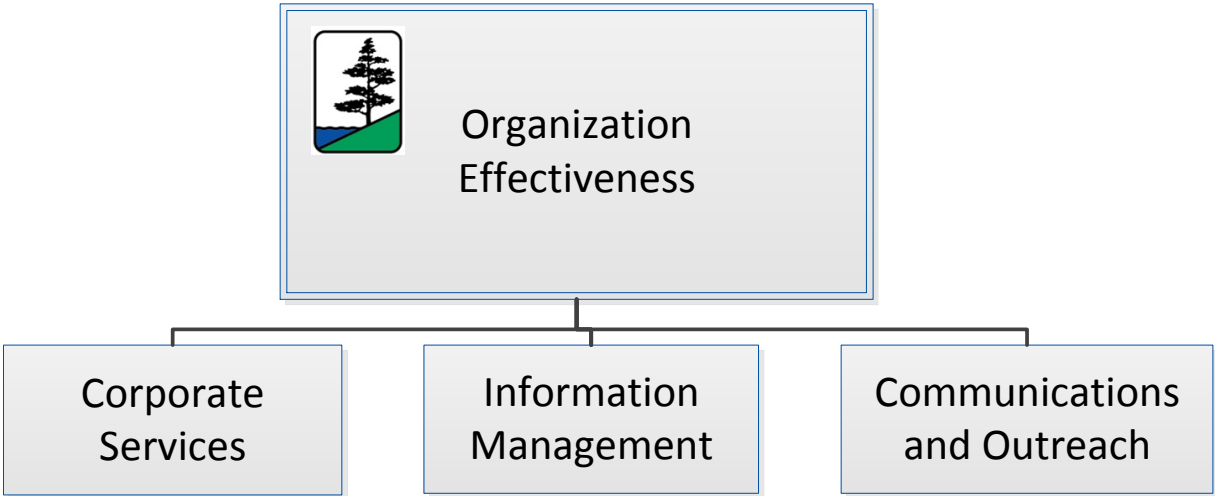 Organization
Effectiveness
Corporate
Services
Information
Management
Communications
and Outreach